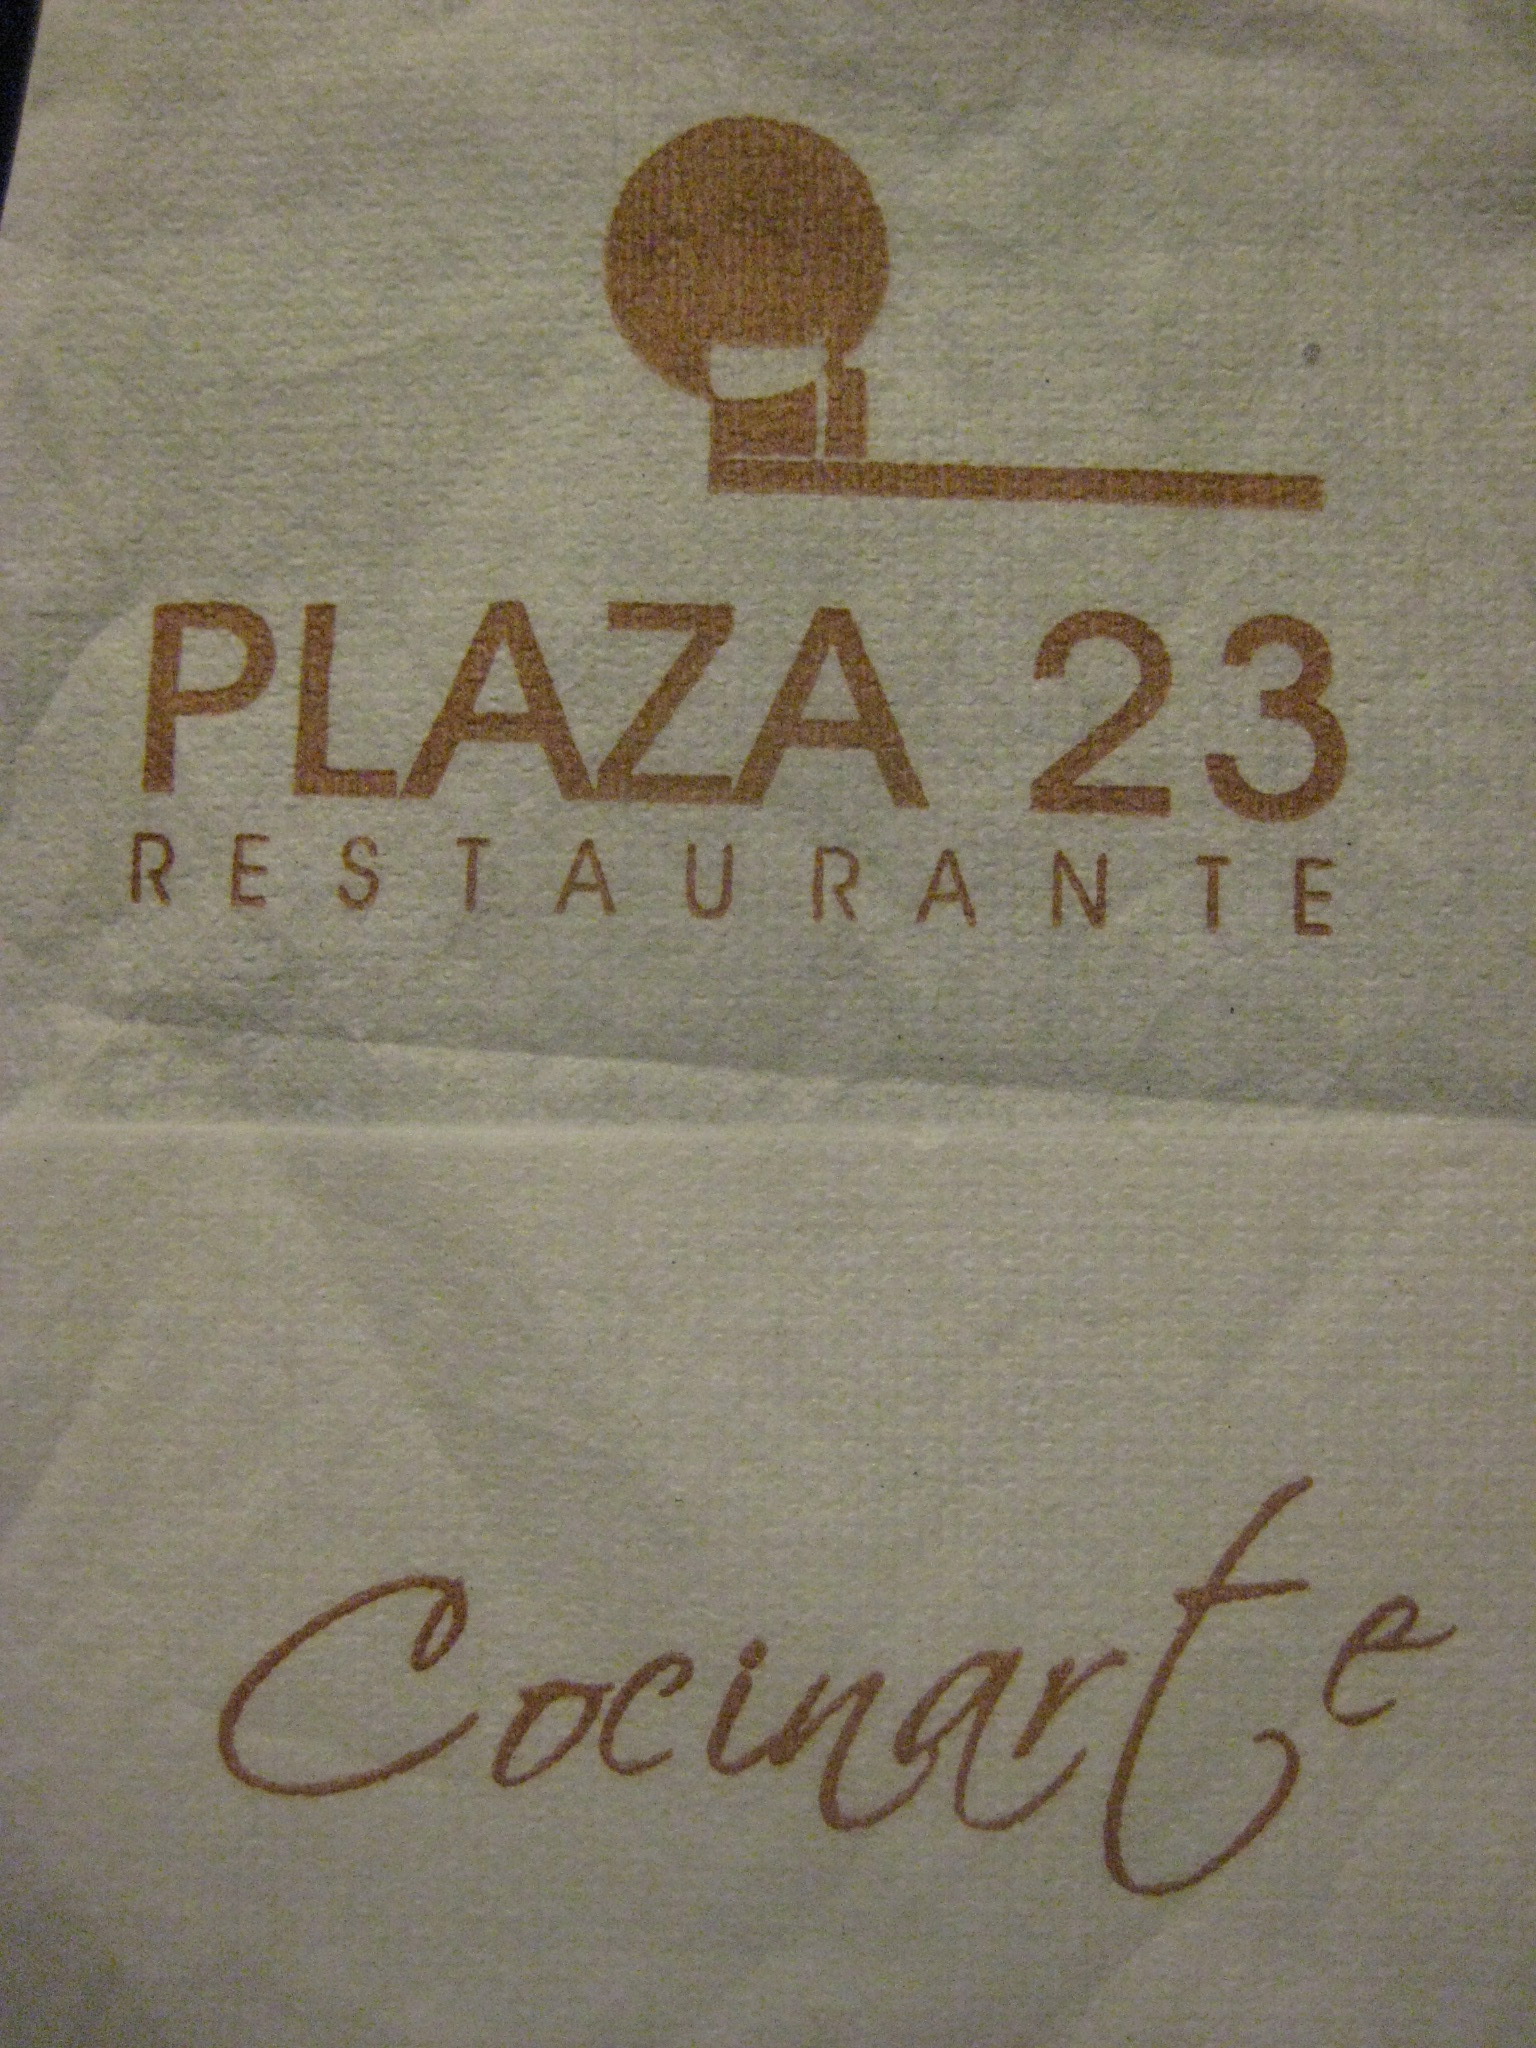 PLAZA 23
RESTAURANTE
Cocinarte